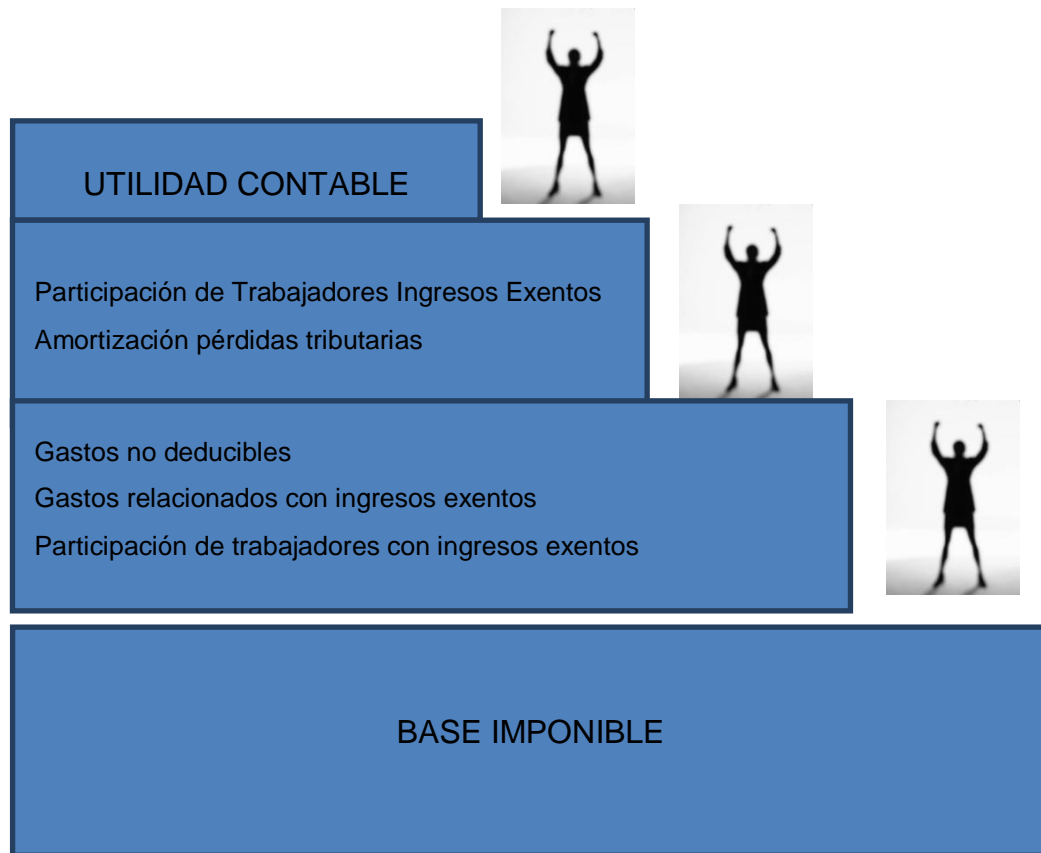 UTILIDAD CONTABLE
Participación de Trabajadores Ingresos Exentos
Amortización pérdidas tributarias
Gastos no deducibles
Gastos relacionados con ingresos exentos
Participación de trabajadores con ingresos exentos
BASE IMPONIBLE